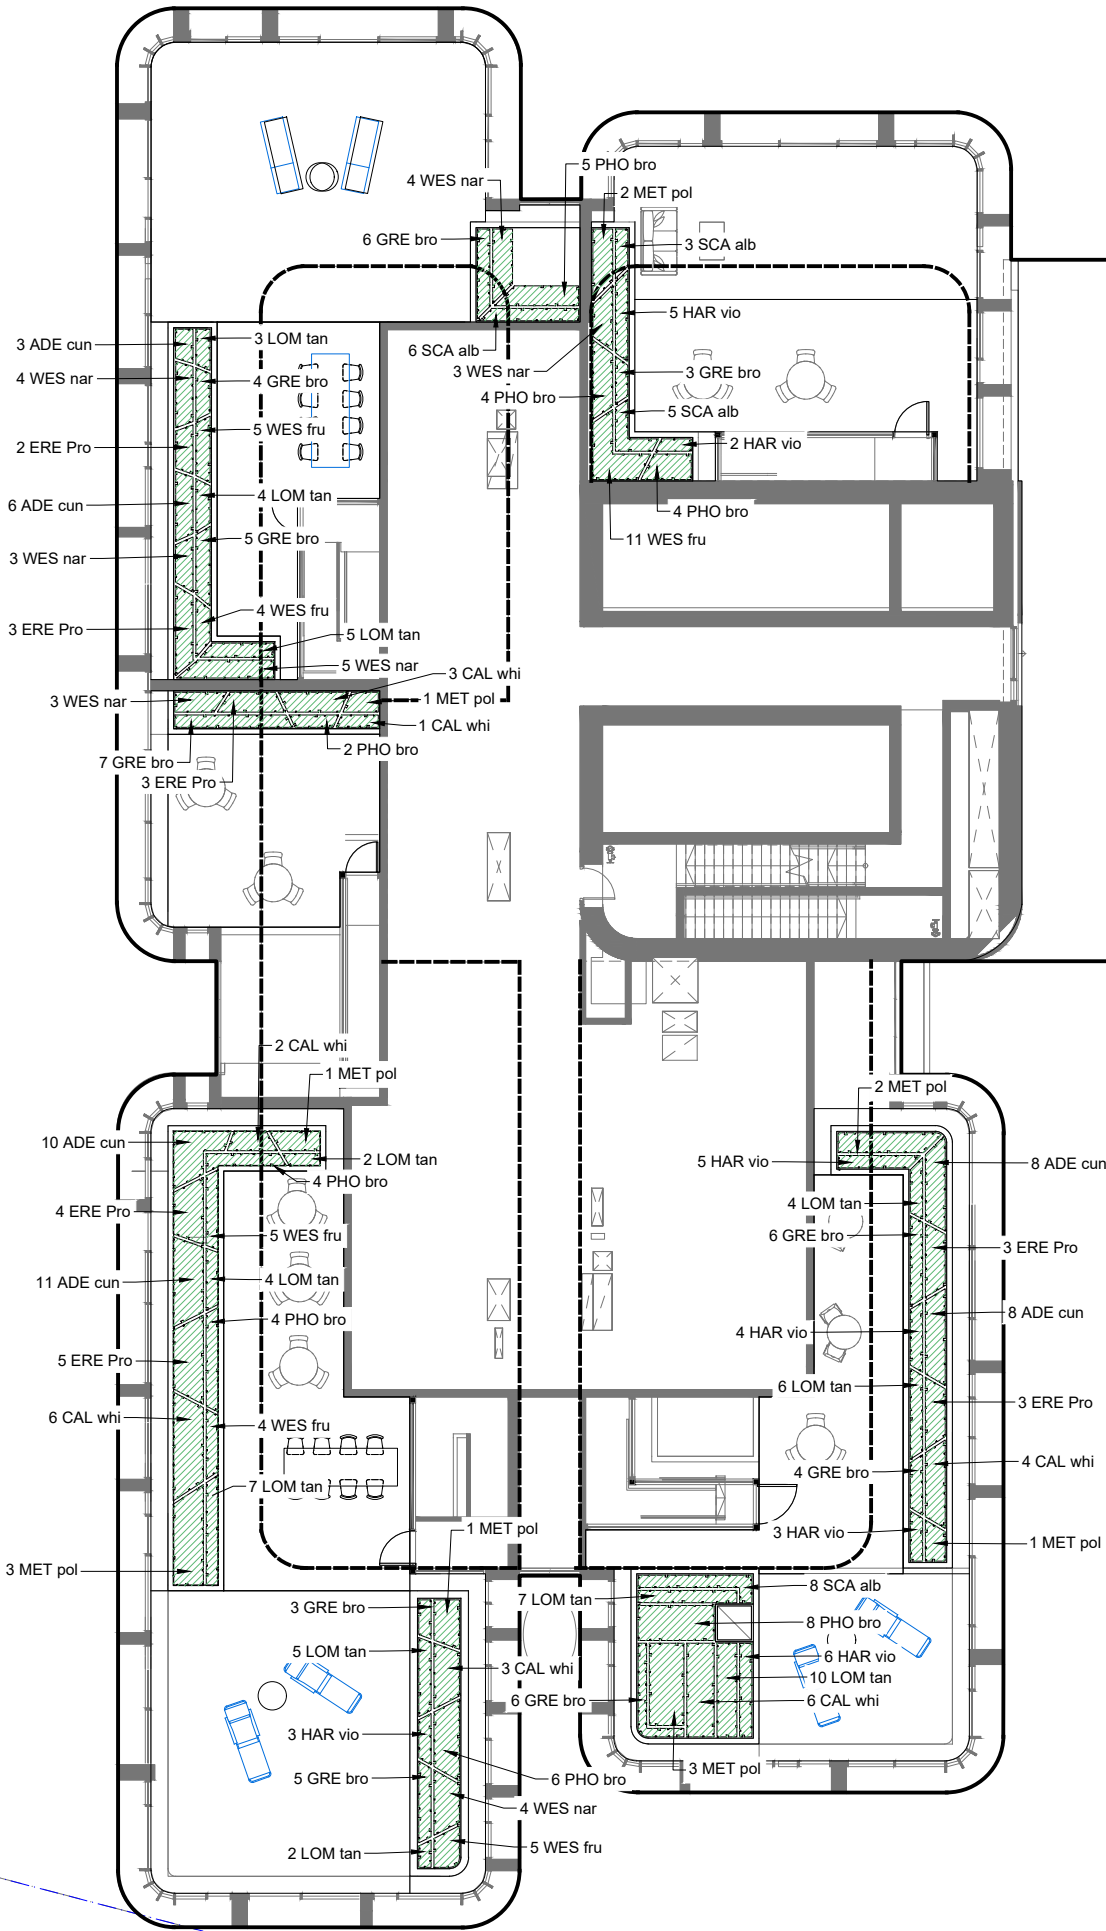 5 PHO bro
4 WES nar
2 MET pol
6 GRE bro
3 SCA alb
5 HAR vio
3 ADE cun
3 LOM tan
6 SCA alb
3 WES nar
3 GRE bro
4 WES nar
4 GRE bro
4 PHO bro
5 SCA alb
5 WES fru
2 ERE Pro
2 HAR vio
4 LOM tan
6 ADE cun
4 PHO bro
5 GRE bro
11 WES fru
3 WES nar
4 WES fru
3 ERE Pro
5 LOM tan
5 WES nar
3 CAL whi
3 WES nar
1 MET pol
1 CAL whi
2 PHO bro
7 GRE bro
3 ERE Pro
2 CAL whi
1 MET pol
2 MET pol
10 ADE cun
2 LOM tan
5 HAR vio
8 ADE cun
4 PHO bro
4 LOM tan
4 ERE Pro
5 WES fru
6 GRE bro
3 ERE Pro
4 LOM tan
11 ADE cun
8 ADE cun
4 PHO bro
4 HAR vio
5 ERE Pro
6 LOM tan
3 ERE Pro
6 CAL whi
4 WES fru
4 CAL whi
4 GRE bro
7 LOM tan
1 MET pol
3 HAR vio
1 MET pol
3 MET pol
8 SCA alb
7 LOM tan
3 GRE bro
8 PHO bro
5 LOM tan
6 HAR vio
3 CAL whi
10 LOM tan
6 GRE bro
6 CAL whi
3 HAR vio
3 MET pol
5 GRE bro
6 PHO bro
4 WES nar
5 WES fru
2 LOM tan